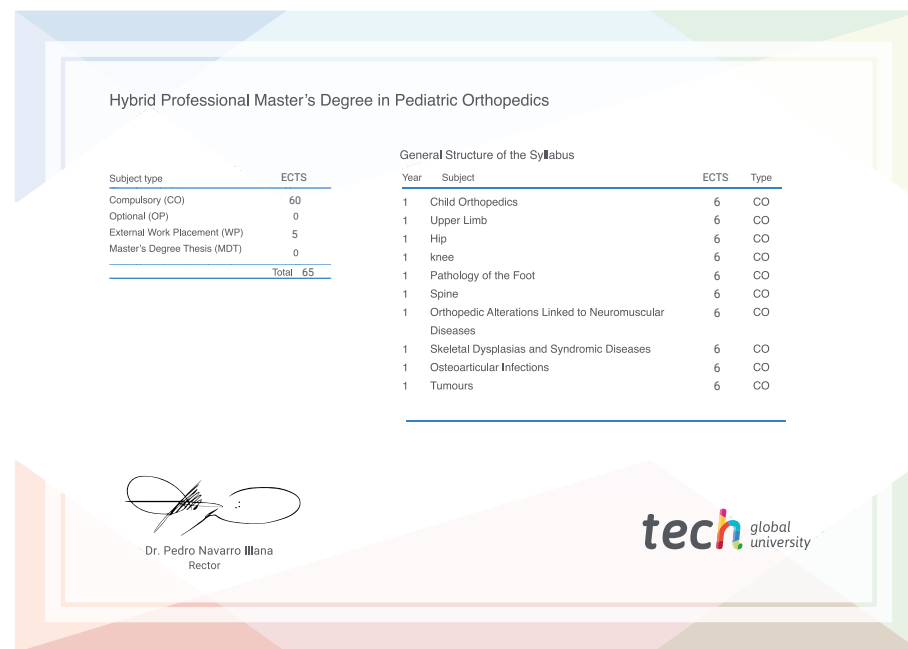 Hybrid Professional Master's Degree in Pediatric Orthopedics
General Structure of the Syllabus
Subject type ECTS
Compulsory (CO) 60
Optional (OP) 0
External Work Placement (WP) 5
Master's Degree Thesis (MDT) 0
Total 65
Year Subject ECTS Type
1 Child Orthopedics 6 CO
1 Upper Limb 6 CO
1 Hip 6 CO
1 knee 6 CO
1 Pathology of the Foot 6 CO
1 Spine 6 CO
1 Orthopedic Alterations Linked to Neuromuscular 6 CO
Diseases
1 Skeletal Dysplasias and Syndromic Diseases 6 CO
1 Osteoarticular Infections 6 CO
1 Tumours 6 CO
Dr. Pedro Navarro Illana
Rector
tech global
university